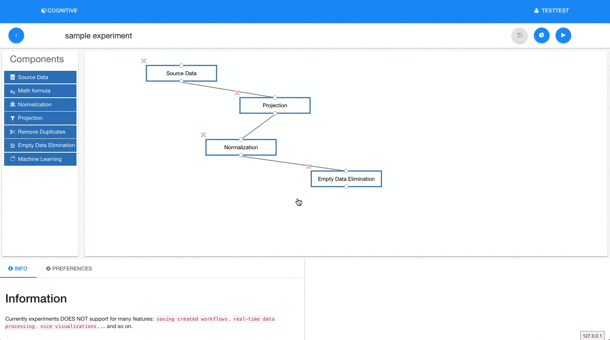 COGNITIVE
TESTTEST
sample experiment
Components
Source Data
Math formula
Normalization
Projection
Remove Duplicates
Empty Data Elimination
Machine Learning
Source Data
Projection
Normalization
Empty Data Elimination
INFO
PREFERENCES
Information
Currently experiments DOES NOT support for many features: saving created workflows, real-time data
processing, nice visualizations, ... and so on.
127.0.0.1